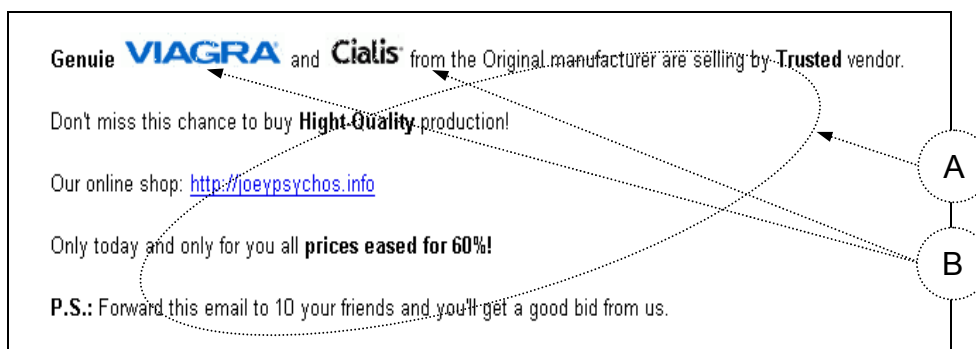 Genuie VIAGRA and Cialis from the Original manufacturer are selling by Trusted vendor.
Don't miss this chance to buy Hight-Quality production!
Our online shop: http://joeypsychos.info
Only today and only for you all prices eased for 60%!
P.S.: Forward this email to 10 your friends and you'll get a good bid from us.
A
B